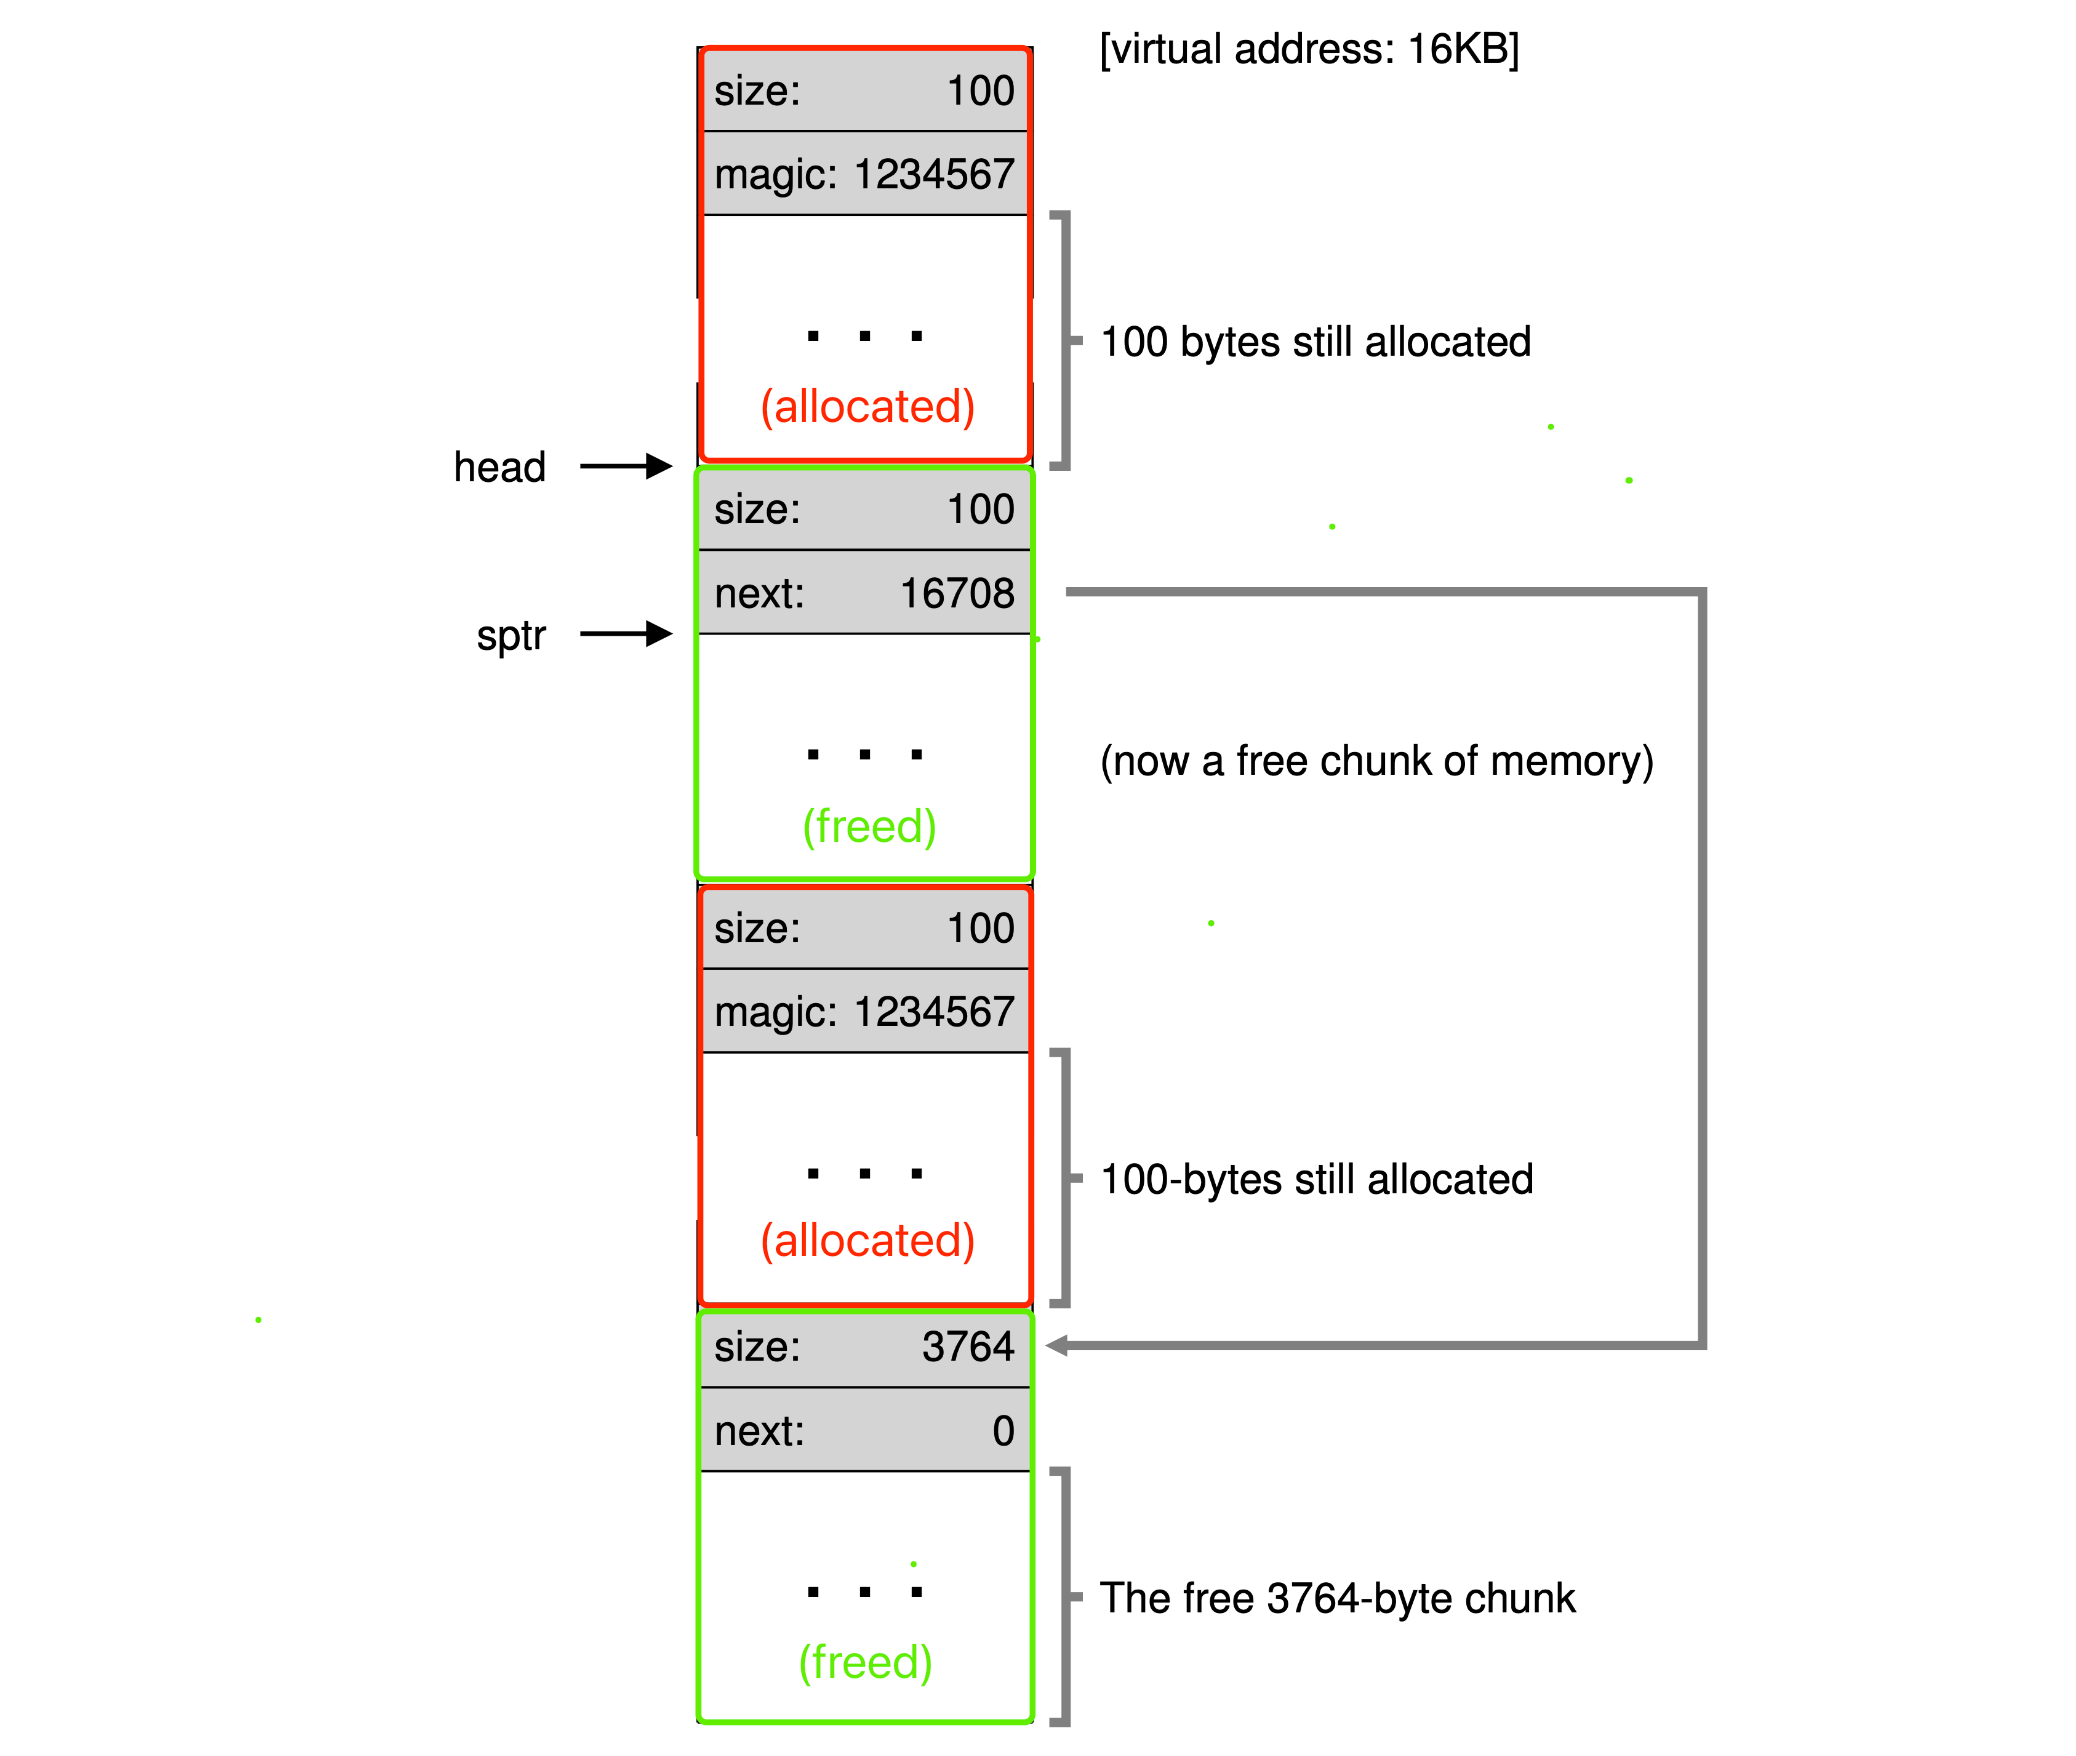 [virtual address: 16KB]
size: 100
magic: 1234567
. . .
100 bytes still allocated
(allocated)
head
size: 100
next: 16708
sptr
. . .
(now a free chunk of memory)
(freed)
size: 100
magic: 1234567
. . .
100-bytes still allocated
(allocated)
size: 3764
next: 0
. . .
The free 3764-byte chunk
(freed)